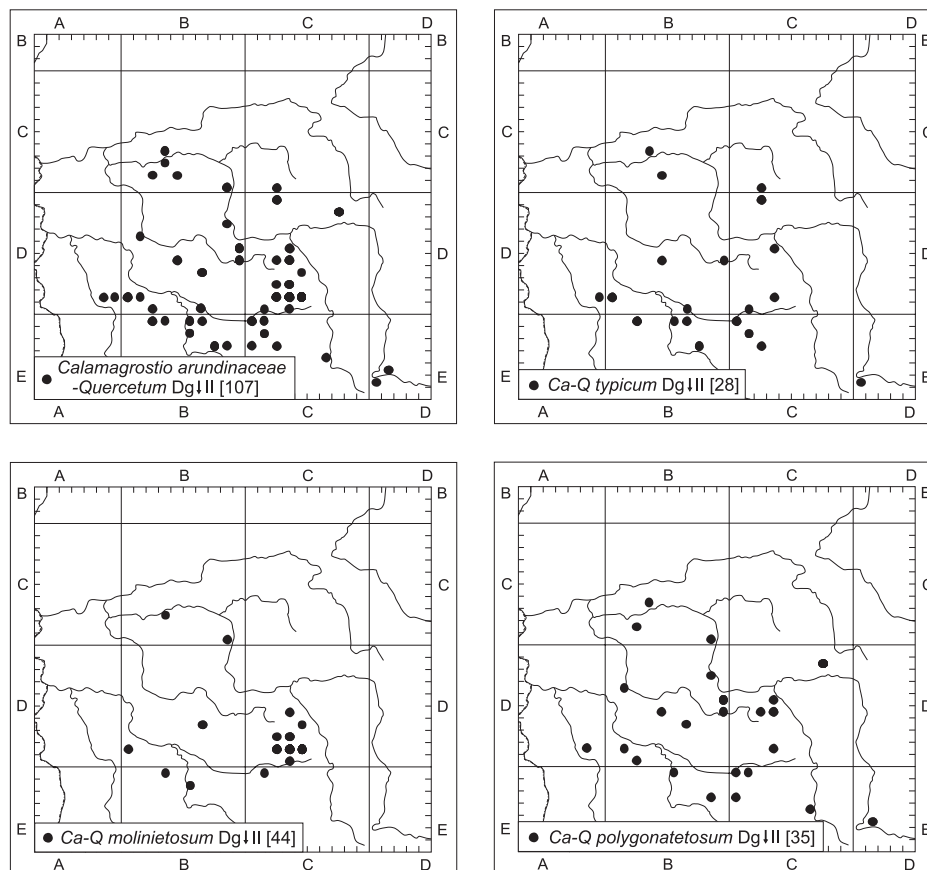 A B C D
B B
C C
D D
E E
Calamagrostio arundinaceae
-Quercetum Dg↓II [107]
A B C D
A B C D
B B
C C
D D
E E
Ca-Q typicum Dg↓II [28]
A B C D
A B C D
B B
C C
D D
E E
Ca-Q molinietosum Dg↓II [44]
A B C D
A B C D
B B
C C
D D
E E
Ca-Q polygonatetosum Dg↓II [35]
A B C D